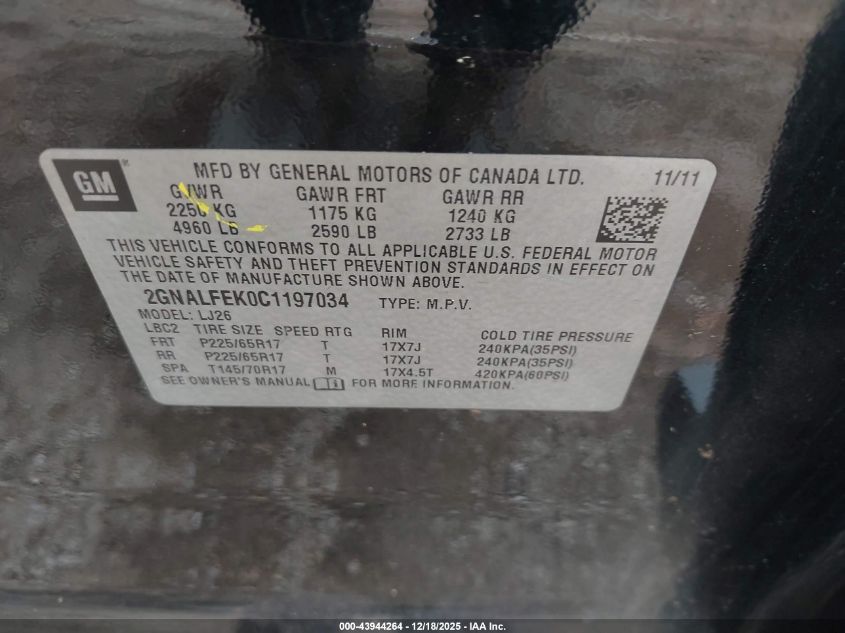 GM®
MFD BY GENERAL MOTORS OF CANADA LTD. 11/11
GVWR GAWR FRT GAWR RR
2250 KG 1175 KG 1240 KG
4960 LB 2590 LB 2733 LB
THIS VEHICLE CONFORMS TO ALL APPLICABLE U.S. FEDERAL MOTOR
VEHICLE SAFETY AND THEFT PREVENTION STANDARDS IN EFFECT ON
THE DATE OF MANUFACTURE SHOWN ABOVE.
2GNALFEK0C1197034 TYPE: M.P.V.
MODEL: LJ26
LBC2 TIRE SIZE SPEED RTG RIM COLD TIRE PRESSURE
FRT P225/65R17 T 17X7J 240KPA(35PSI)
RR P225/65R17 T 17X7J 240KPA(35PSI)
SPA T145/70R17 M 17X4.5T 420KPA(60PSI)
SEE OWNER'S MANUAL FOR MORE INFORMATION.
000-43944264 - 12/18/2025 - IAA Inc.